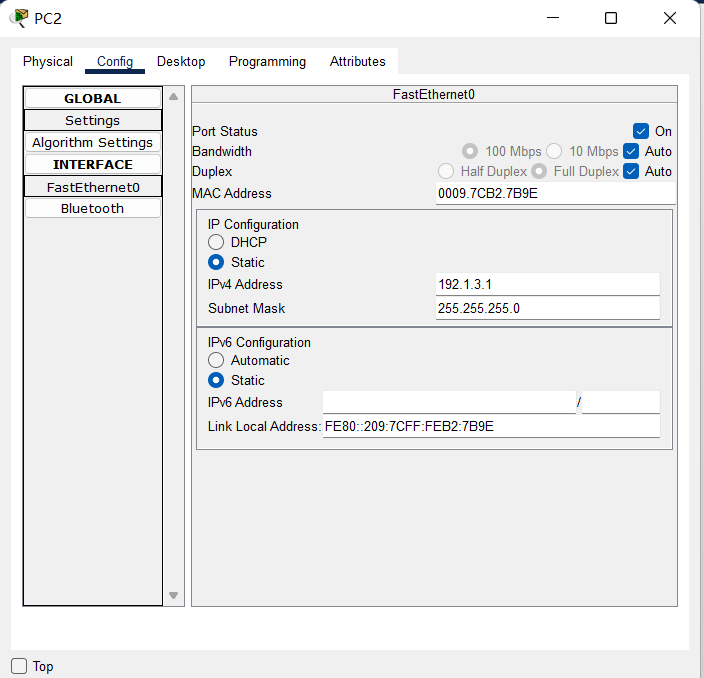 PC2
Physical Config Desktop Programming Attributes
GLOBAL
Settings
Algorithm Settings
INTERFACE
FastEthernet0
Bluetooth
FastEthernet0
Port Status On
Bandwidth 100 Mbps 10 Mbps Auto
Duplex Half Duplex Full Duplex Auto
MAC Address 0009.7CB2.7B9E
IP Configuration
DHCP
Static
IPv4 Address 192.1.3.1
Subnet Mask 255.255.255.0
IPv6 Configuration
Automatic
Static
IPv6 Address /
Link Local Address: FE80::209:7CFF:FEB2:7B9E
Top